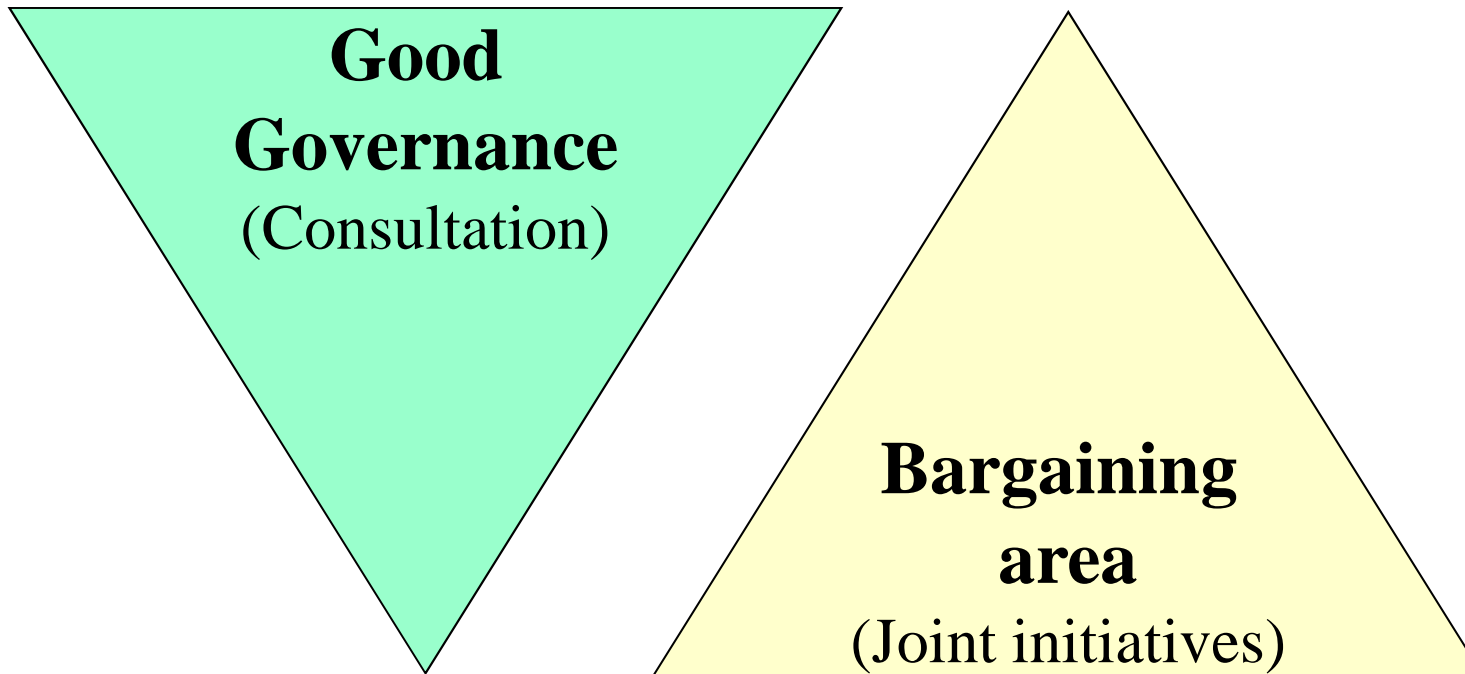 Good
Governance
(Consultation)
Bargaining
area
(Joint initiatives)